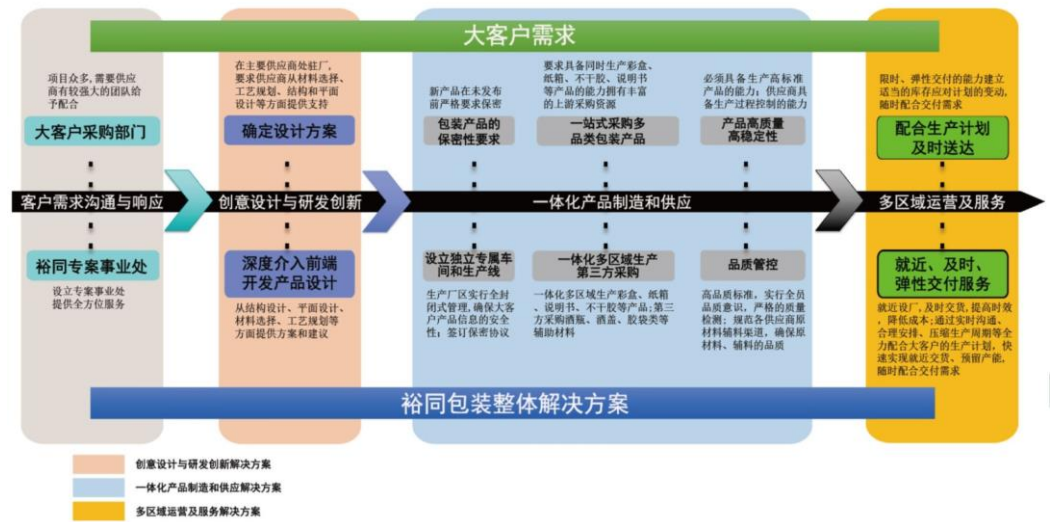 大客户需求
项目众多,需要供应
商有较强大的团队给
予配合
大客户采购部门
在主要供应商处驻厂,
要求供应商从材料选择、
工艺规划、结构和平面
设计等方面提供支持
确定设计方案
新产品在未发布
前严格要求保密
包装产品的
保密性要求
要求具备同时生产彩盒、
纸箱、不干胶、说明书
等产品的能力拥有丰富
的上游采购资源
一站式采购多
品类包装产品
必须具备生产高标准
产品的能力；供应商具
备生产过程控制的能力
产品高质量
高稳定性
限时、弹性交付的能力建立
适当的库存应对计划的变动,
随时配合交付需求
配合生产计划
及时送达
客户需求沟通与响应
创意设计与研发创新
一体化产品制造和供应
多区域运营及服务
裕同专案事业处
设立专案事业处
提供全方位服务
深度介入前端
开发产品设计
从结构设计、平面设计、
材料选择、工艺规划等
方面提供方案和建议
设立独立专属车
间和生产线
生产厂区实行全封
闭式管理,确保大客
户产品信息的安全
性；签订保密协议
一体化多区域生产
第三方采购
一体化多区域生产彩盒、纸箱
、说明书、不干胶等产品;第三
方采购酒瓶、酒盖、胶袋类等
辅助材料
品质管控
高品质标准,实行全员
品质意识,严格的质量
检测；规范各供应商原
材料辅料渠道,确保原
材料、辅料的品质
就近、及时、
弹性交付服务
就近设厂,及时交货,提高时效
,降低成本;通过实时沟通、
合理安排、压缩生产周期等全
力配合大客户的生产计划,快
速实现就近交货、预留产能,
随时配合交付需求
裕同包装整体解决方案
创意设计与研发创新解决方案
一体化产品制造和供应解决方案
多区域运营及服务解决方案